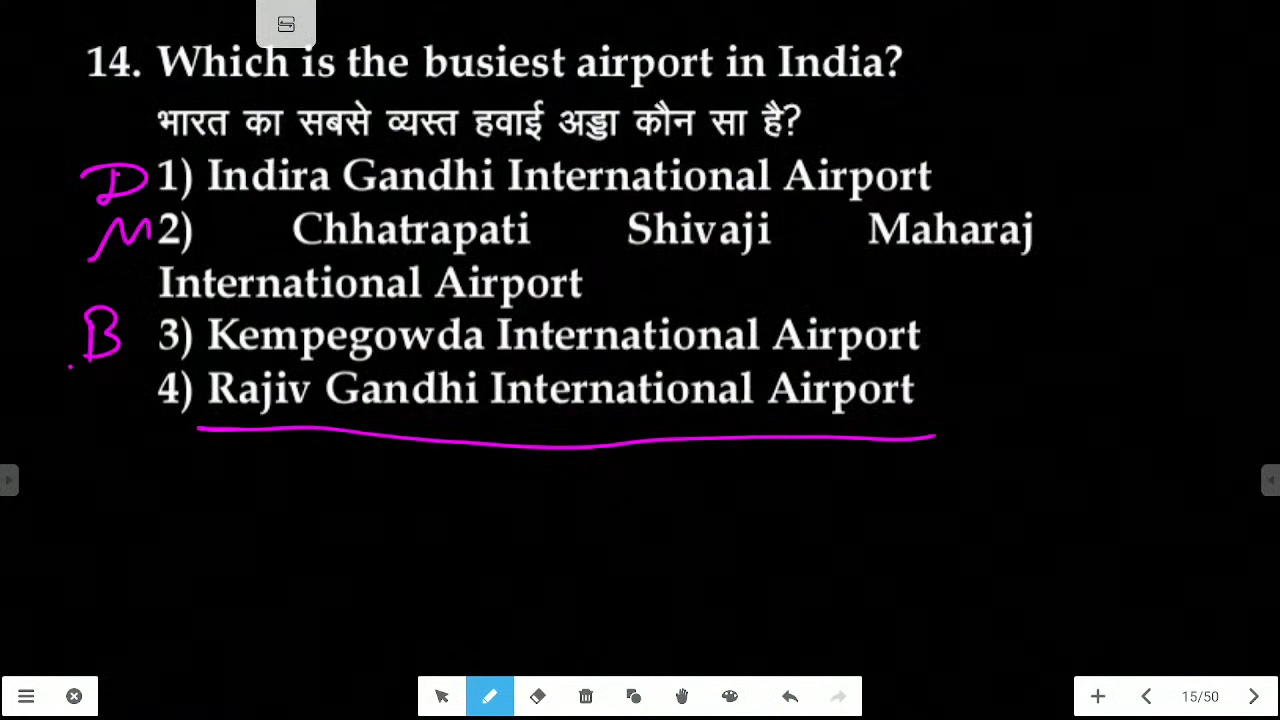 14. Which is the busiest airport in India?
भारत का सबसे व्यस्त हवाई अड्डा कौन सा है?
D 1) Indira Gandhi International Airport
M 2) Chhatrapati Shivaji Maharaj
International Airport
B 3) Kempegowda International Airport
4) Rajiv Gandhi International Airport
15/50